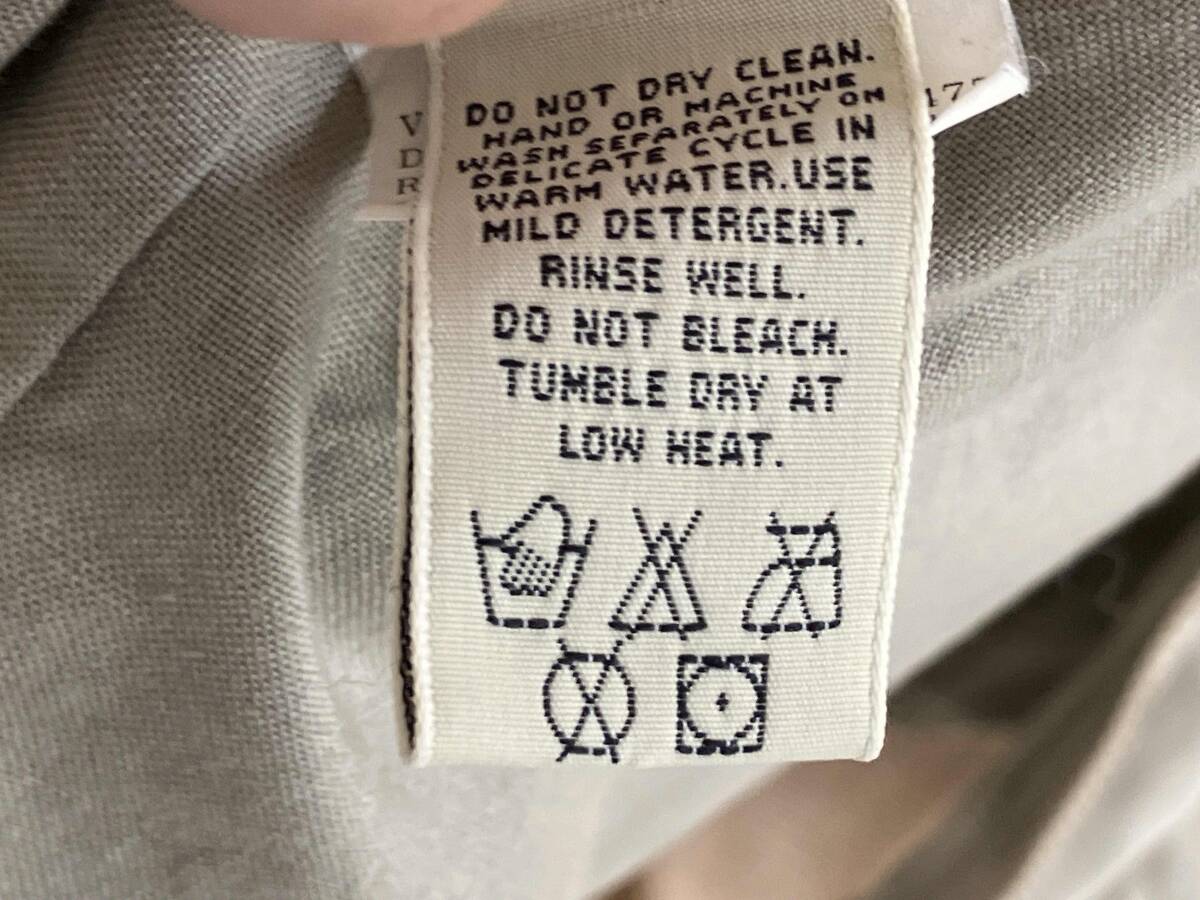 DO NOT DRY CLEAN.
HAND OR MACHINE
WASH SEPARATELY ON
DELICATE CYCLE IN
WARM WATER.USE
MILD DETERGENT.
RINSE WELL.
DO NOT BLEACH.
TUMBLE DRY AT
LOW HEAT.
V
D
R